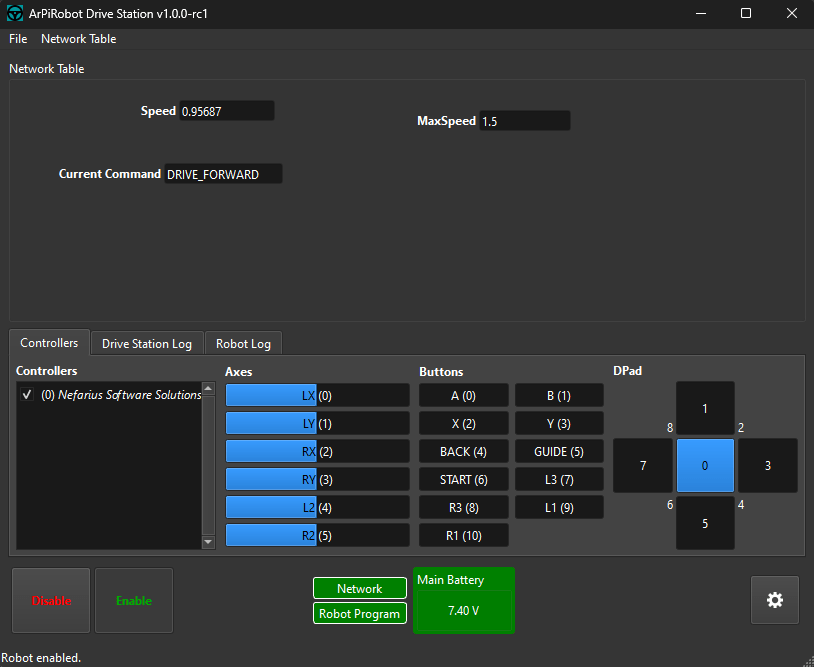 ArPiRobot Drive Station v1.0.0-rc1
File Network Table
Network Table
Speed 0.95687
MaxSpeed 1.5
Current Command DRIVE_FORWARD
Controllers Drive Station Log Robot Log
Controllers
(0) Nefarius Software Solutions
Axes
LX (0)
LY (1)
RX (2)
RY (3)
L2 (4)
R2 (5)
Buttons
A (0) B (1)
X (2) Y (3)
BACK (4) GUIDE (5)
START (6) L3 (7)
R3 (8) L1 (9)
R1 (10)
DPad
1
8 2
7 0 3
6 4
5
Disable Enable
Network
Robot Program
Main Battery
7.40 V
Robot enabled.